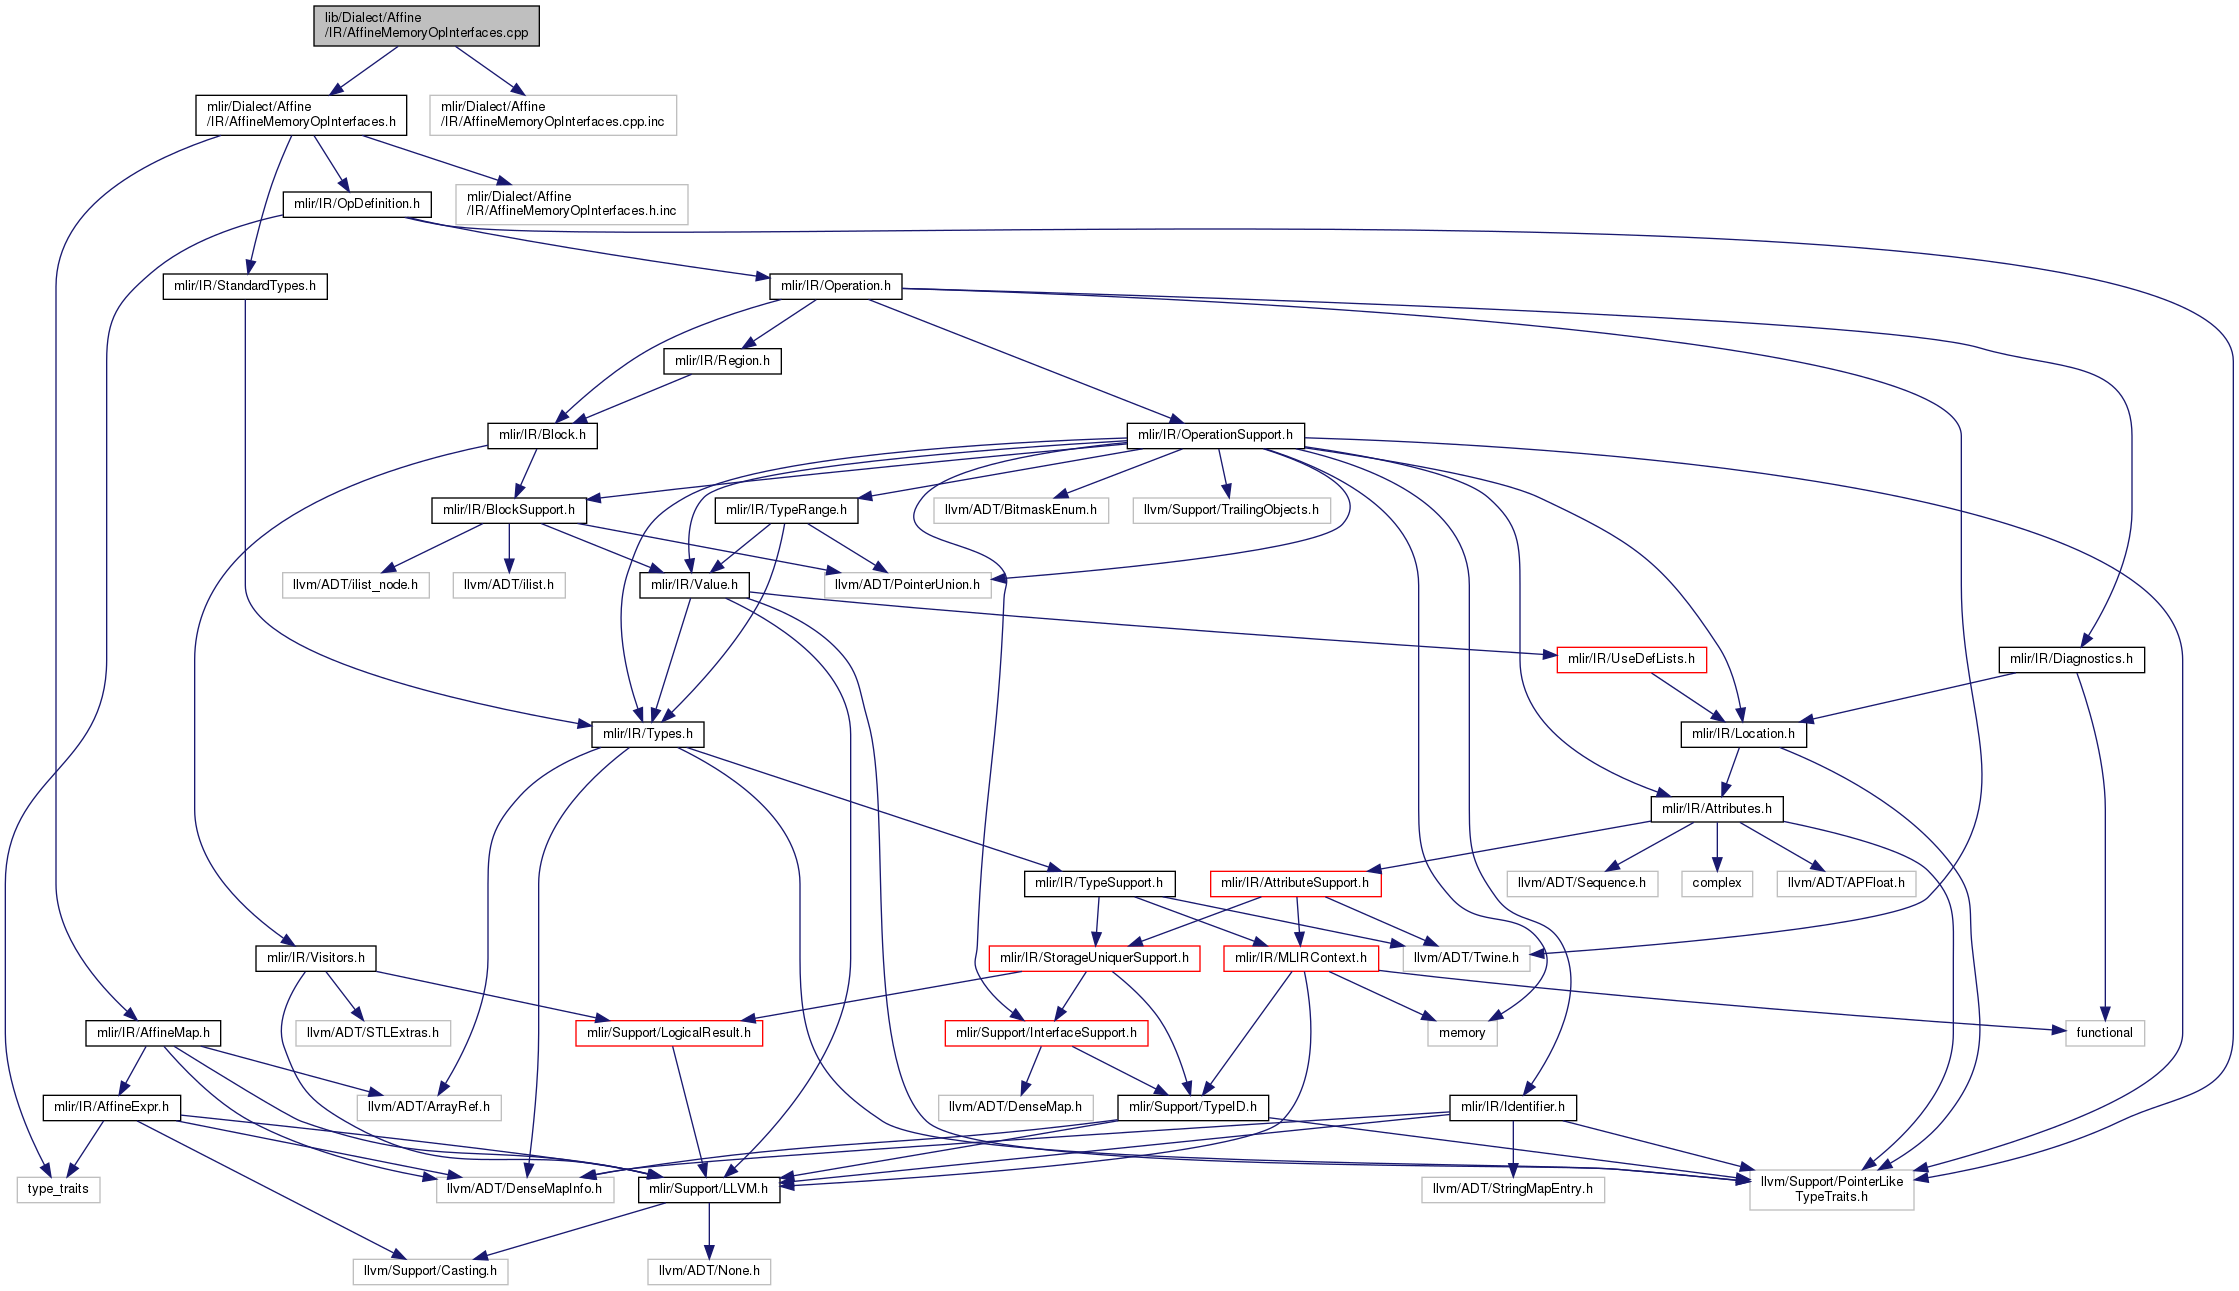 lib/Dialect/Affine
/IR/AffineMemoryOpInterfaces.cpp
mlir/Dialect/Affine
/IR/AffineMemoryOpInterfaces.h
mlir/Dialect/Affine
/IR/AffineMemoryOpInterfaces.cpp.inc
mlir/IR/OpDefinition.h
mlir/Dialect/Affine
/IR/AffineMemoryOpInterfaces.h.inc
mlir/IR/StandardTypes.h
mlir/IR/Operation.h
mlir/IR/Region.h
mlir/IR/Block.h
mlir/IR/OperationSupport.h
mlir/IR/BlockSupport.h
mlir/IR/TypeRange.h
llvm/ADT/BitmaskEnum.h
llvm/Support/TrailingObjects.h
llvm/ADT/ilist_node.h
llvm/ADT/ilist.h
mlir/IR/Value.h
llvm/ADT/PointerUnion.h
mlir/IR/UseDefLists.h
mlir/IR/Diagnostics.h
mlir/IR/Types.h
mlir/IR/Location.h
mlir/IR/Attributes.h
mlir/IR/TypeSupport.h
mlir/IR/AttributeSupport.h
llvm/ADT/Sequence.h
complex
llvm/ADT/APFloat.h
mlir/IR/Visitors.h
mlir/IR/StorageUniquerSupport.h
mlir/IR/MLIRContext.h
llvm/ADT/Twine.h
mlir/IR/AffineMap.h
llvm/ADT/STLExtras.h
mlir/Support/LogicalResult.h
mlir/Support/InterfaceSupport.h
memory
functional
mlir/IR/AffineExpr.h
llvm/ADT/ArrayRef.h
llvm/ADT/DenseMap.h
mlir/Support/TypeID.h
mlir/IR/Identifier.h
type_traits
llvm/ADT/DenseMapInfo.h
mlir/Support/LLVM.h
llvm/ADT/StringMapEntry.h
llvm/Support/PointerLike
TypeTraits.h
llvm/Support/Casting.h
llvm/ADT/None.h